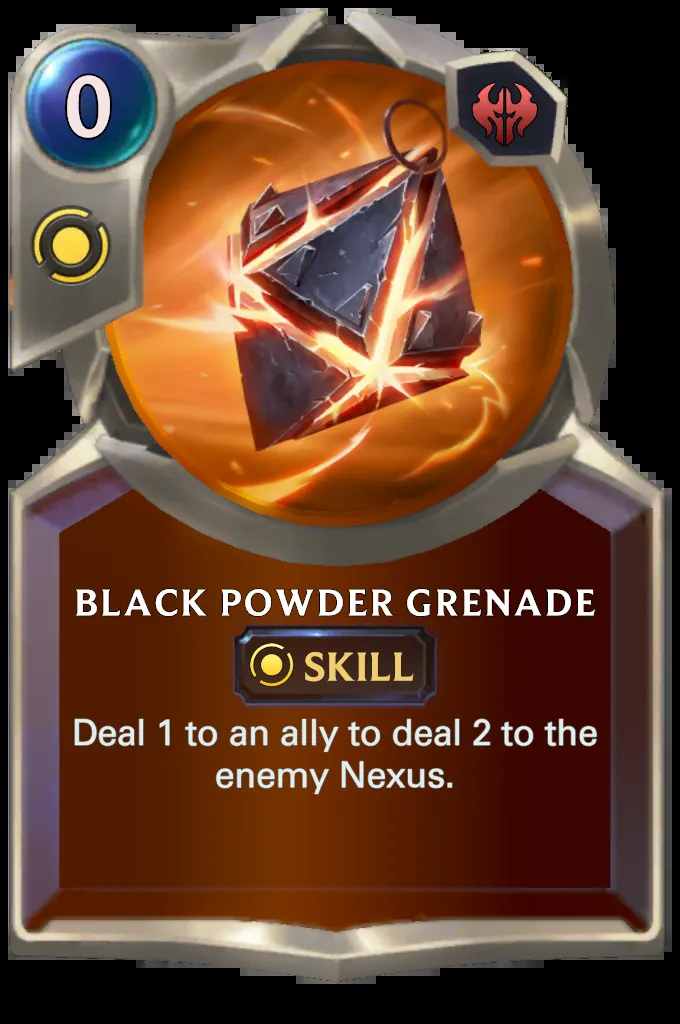 0
BLACK POWDER GRENADE
SKILL
Deal 1 to an ally to deal 2 to the
enemy Nexus.